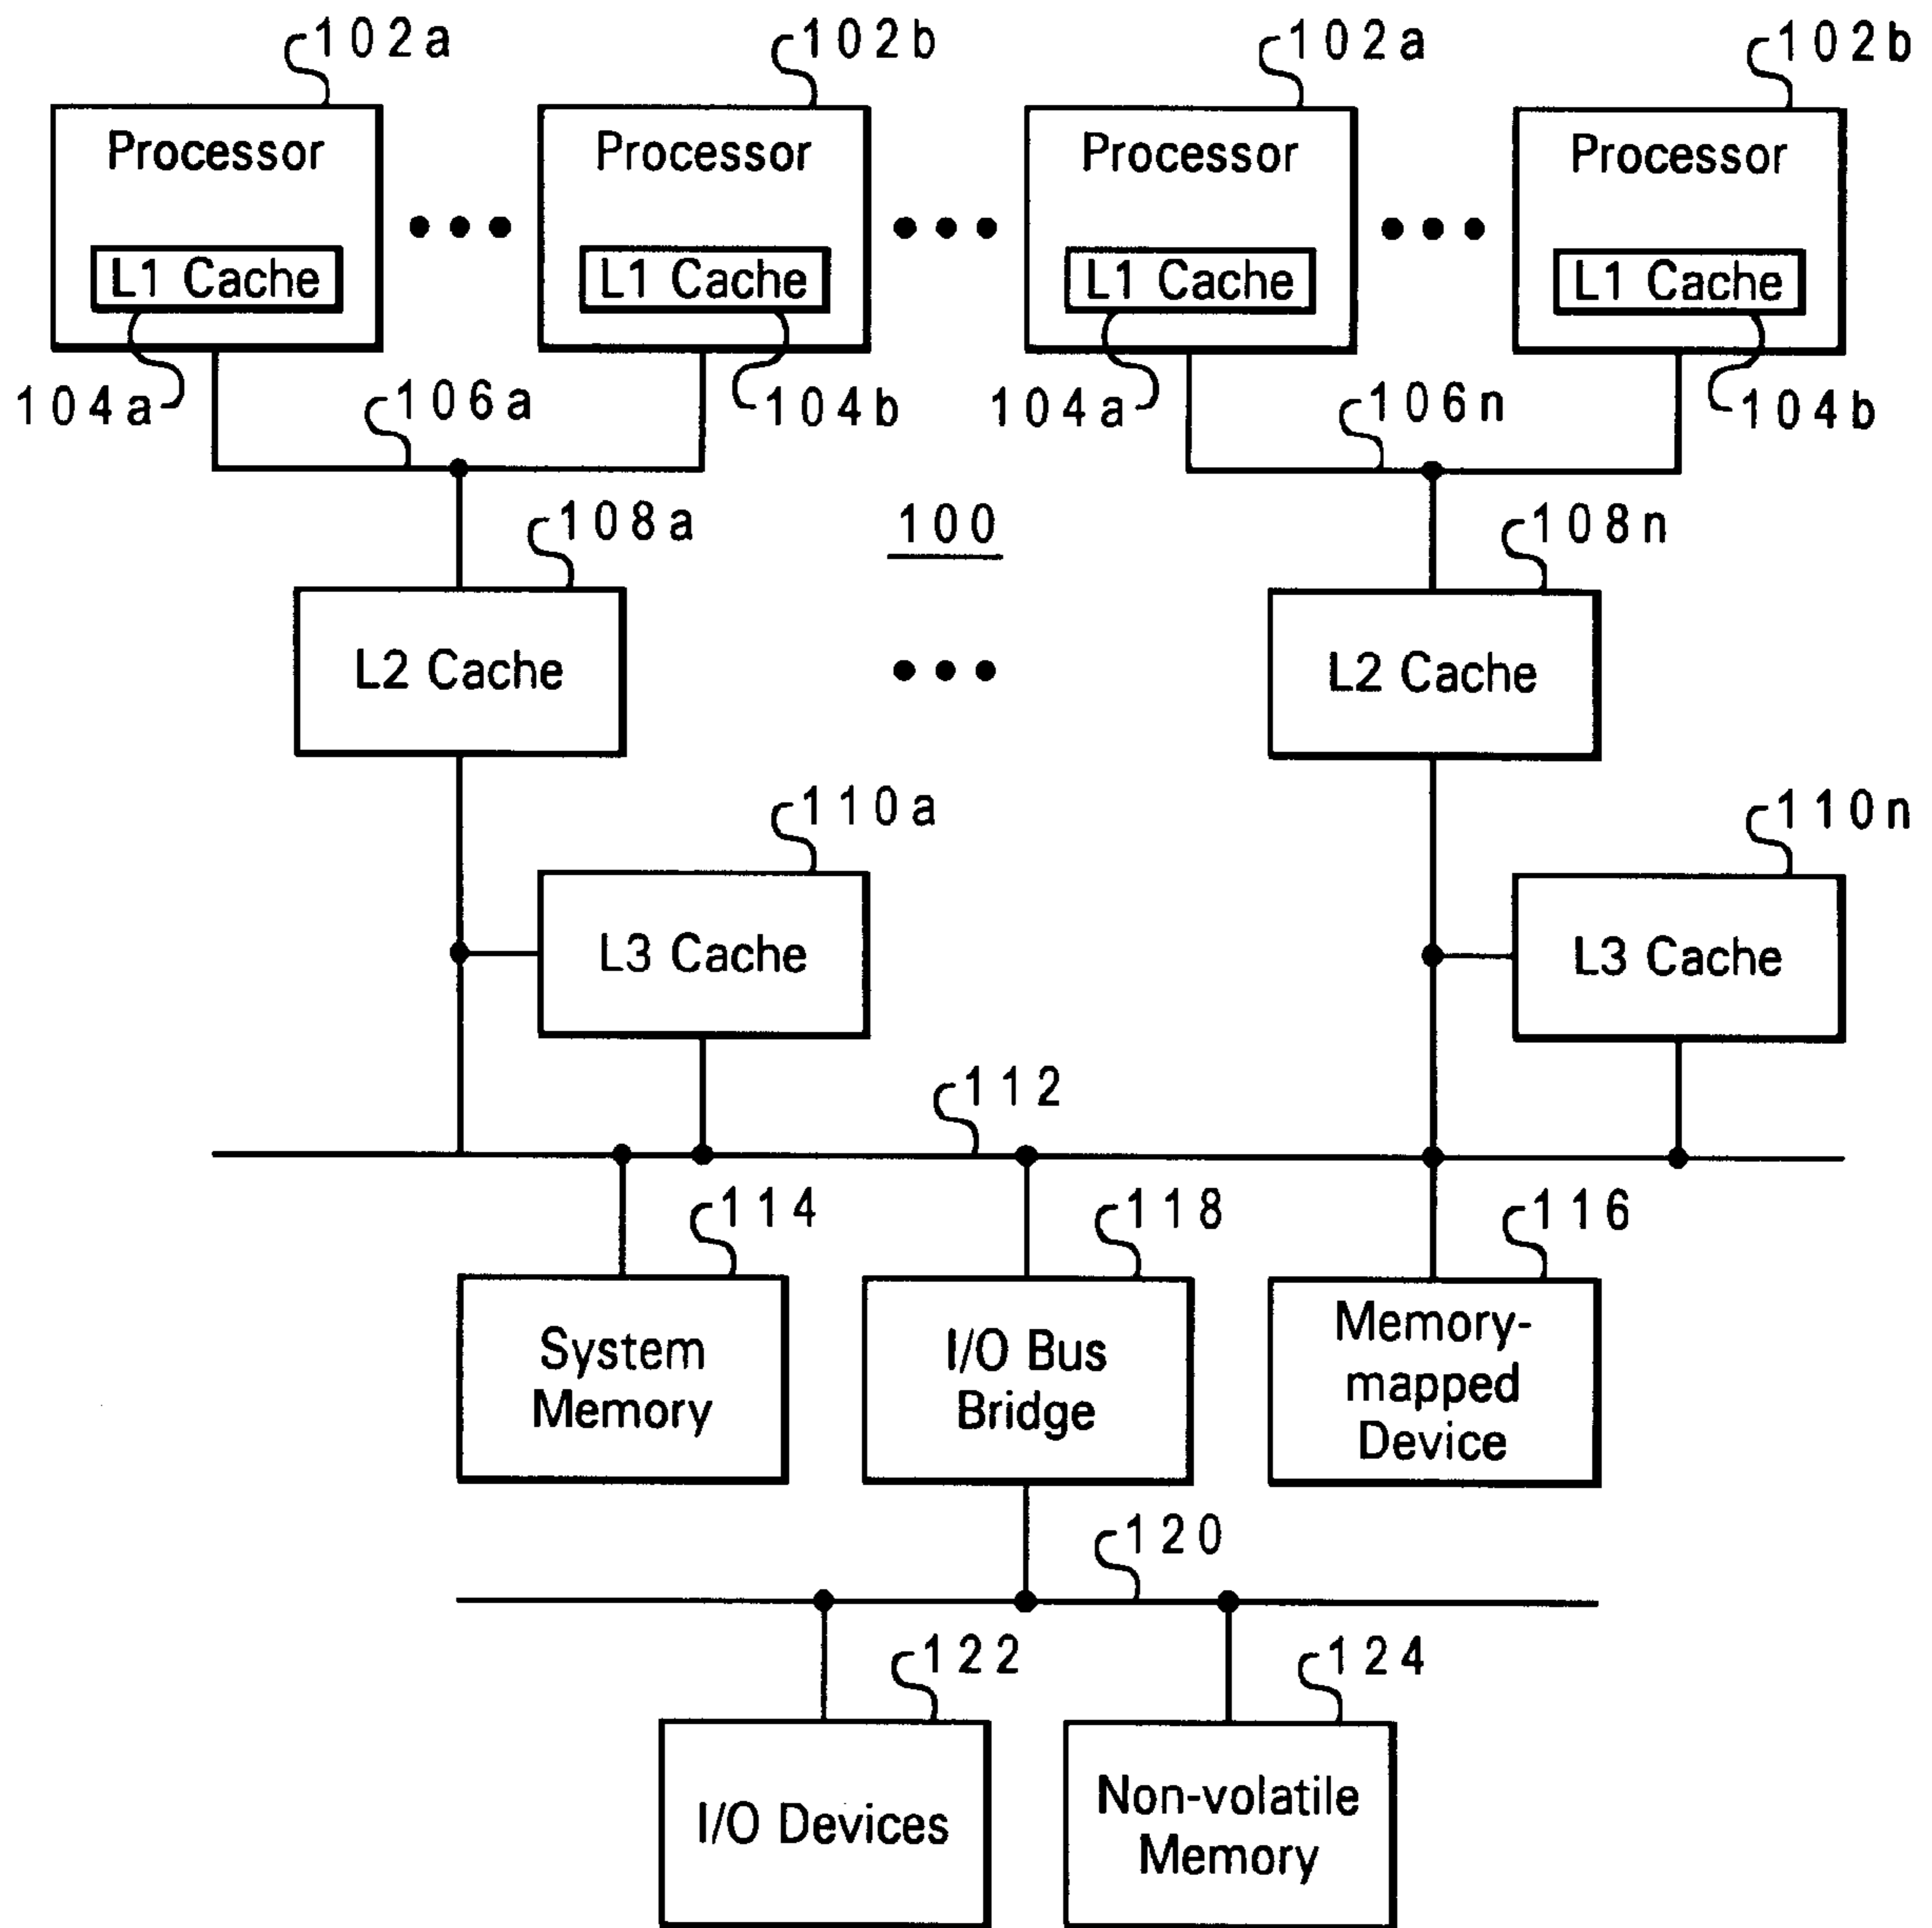 102a
102b
102a
102b
Processor
Processor
Processor
Processor
L1 Cache
L1 Cache
L1 Cache
L1 Cache
104a
106a
104b
104a
106n
104b
108a
100
108n
L2 Cache
L2 Cache
110a
110n
L3 Cache
L3 Cache
112
114
118
116
System
Memory
I/O Bus
Bridge
Memory-
mapped
Device
120
122
124
I/O Devices
Non-volatile
Memory